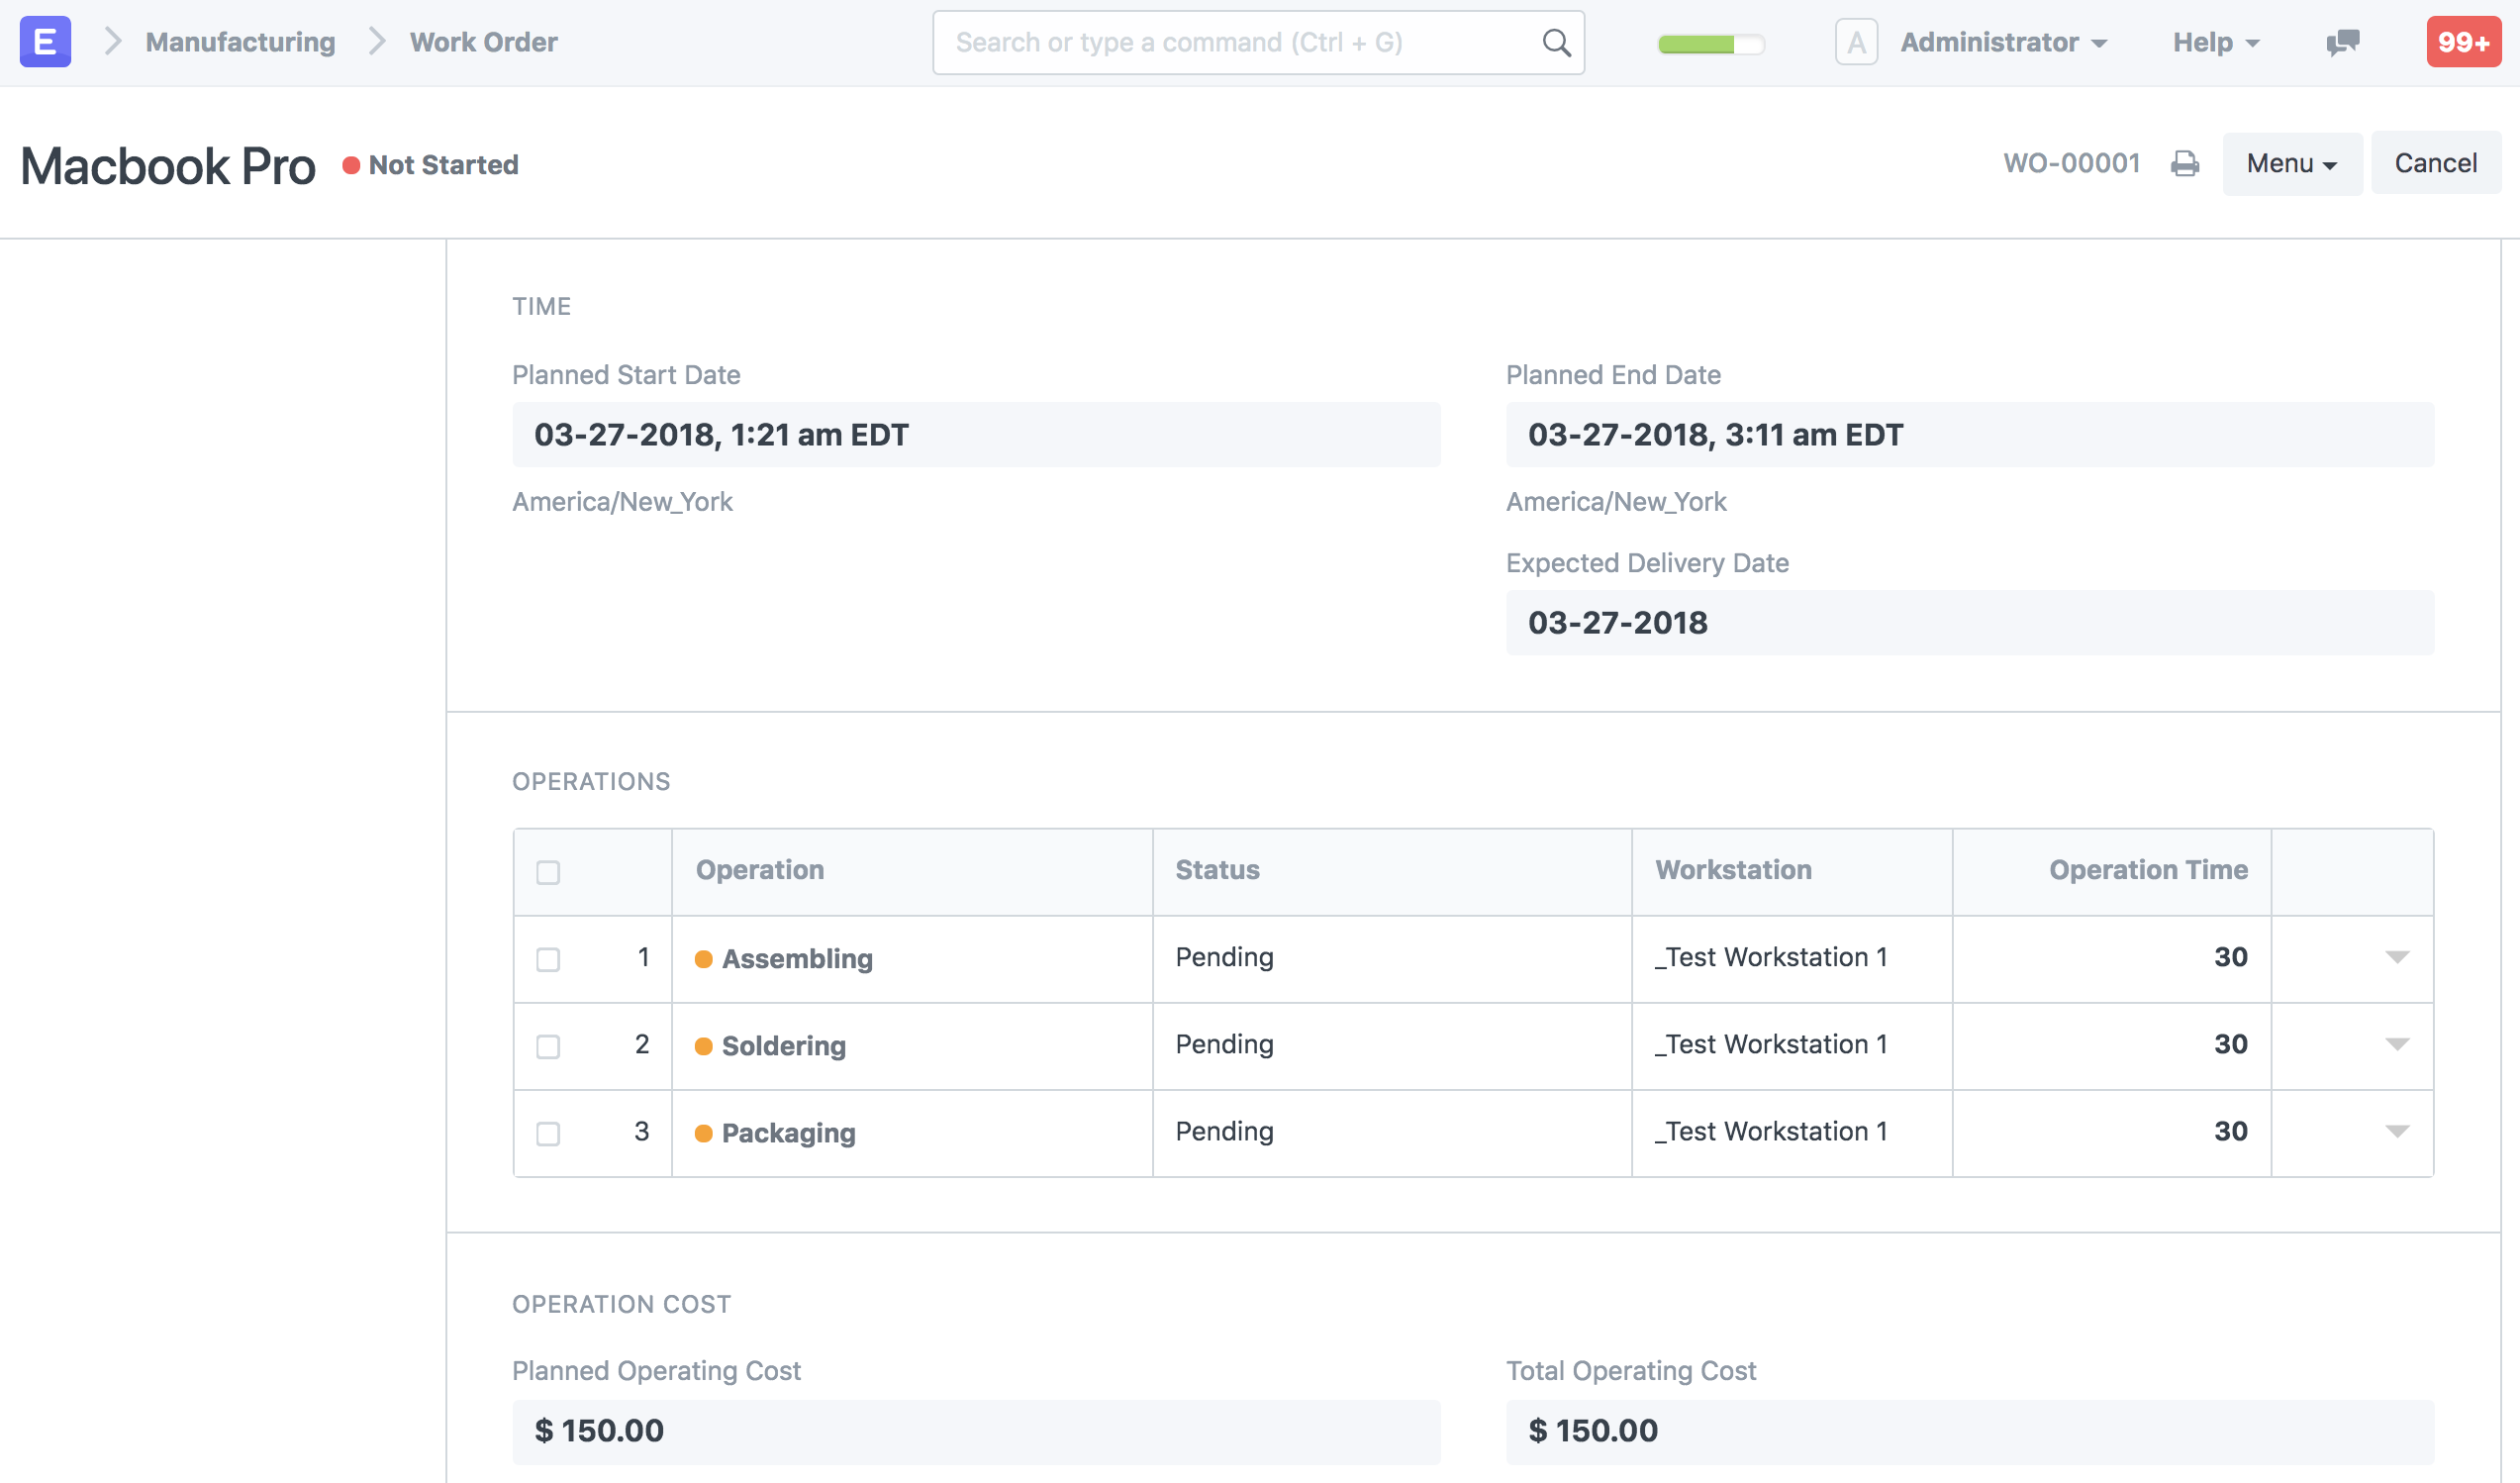 E Manufacturing Work Order Search or type a command (Ctrl + G) A Administrator Help 99+
Macbook Pro Not Started WO-00001 Menu Cancel
TIME
Planned Start Date Planned End Date
03-27-2018, 1:21 am EDT 03-27-2018, 3:11 am EDT
America/New_York America/New_York
Expected Delivery Date
03-27-2018
OPERATIONS
Operation Status Workstation Operation Time
1 Assembling Pending _Test Workstation 1 30
2 Soldering Pending _Test Workstation 1 30
3 Packaging Pending _Test Workstation 1 30
OPERATION COST
Planned Operating Cost Total Operating Cost
$ 150.00 $ 150.00